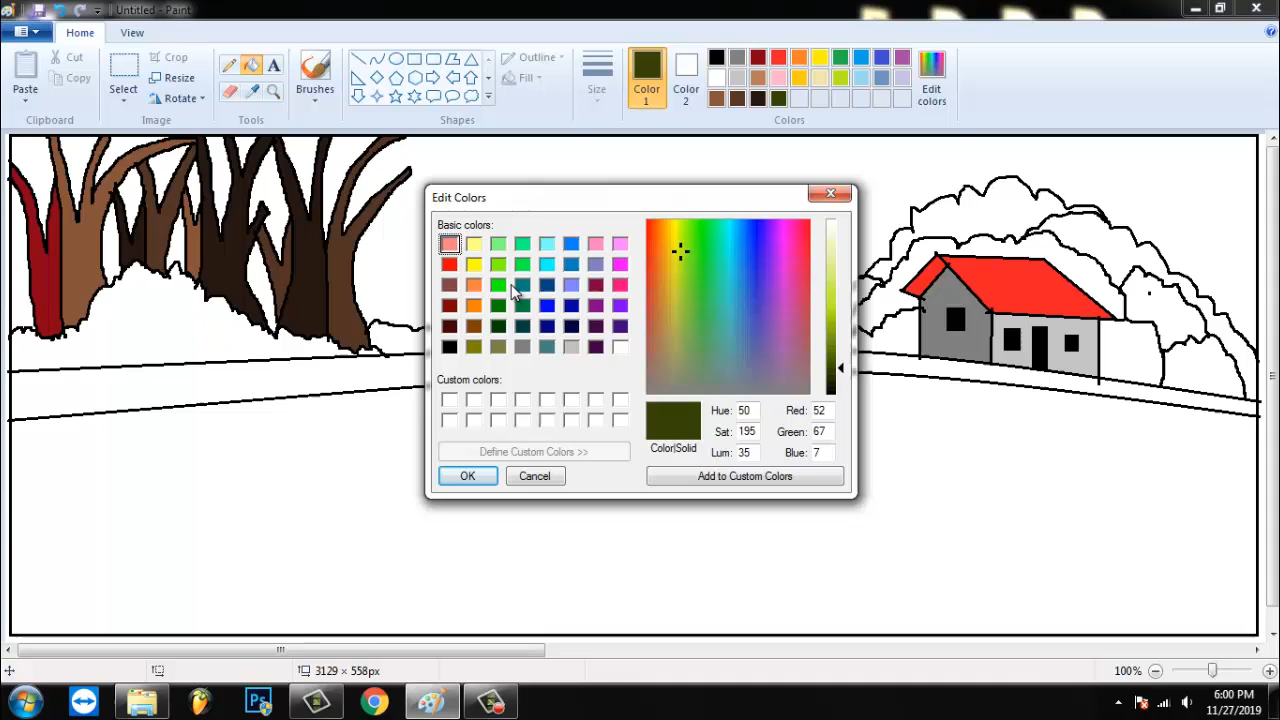 Untitled - Paint
Home
View
Paste
Cut
Copy
Clipboard
Select
Crop
Resize
Rotate
Image
Tools
Brushes
Outline
Fill
Shapes
Size
Color 1
Color 2
Edit colors
Colors
Edit Colors
Basic colors:
Custom colors:
Define Custom Colors >>
OK
Cancel
Color|Solid
Hue: 50
Sat: 195
Lum: 35
Red: 52
Green: 67
Blue: 7
Add to Custom Colors
3129 × 558px
100%
Ps
6:00 PM
11/27/2019